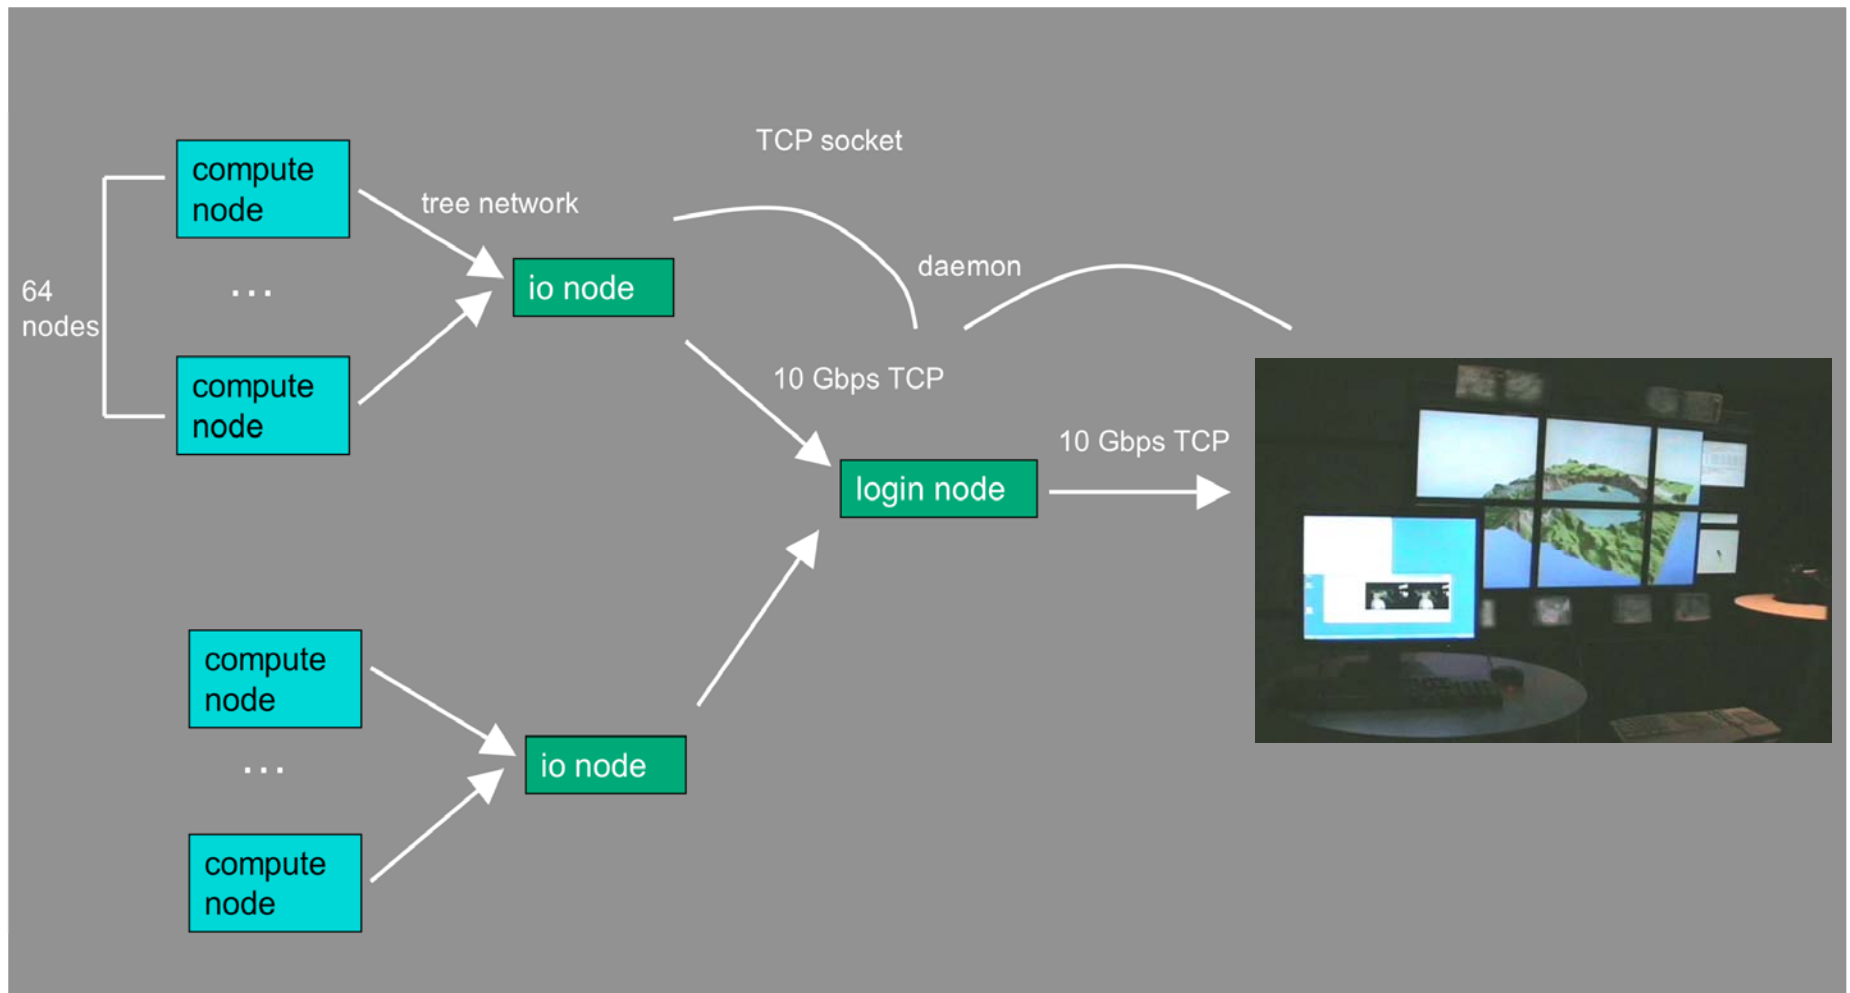 TCP socket
compute
node
tree network
daemon
io node
64
nodes
...
10 Gbps TCP
compute
node
10 Gbps TCP
login node
compute
node
...
io node
compute
node